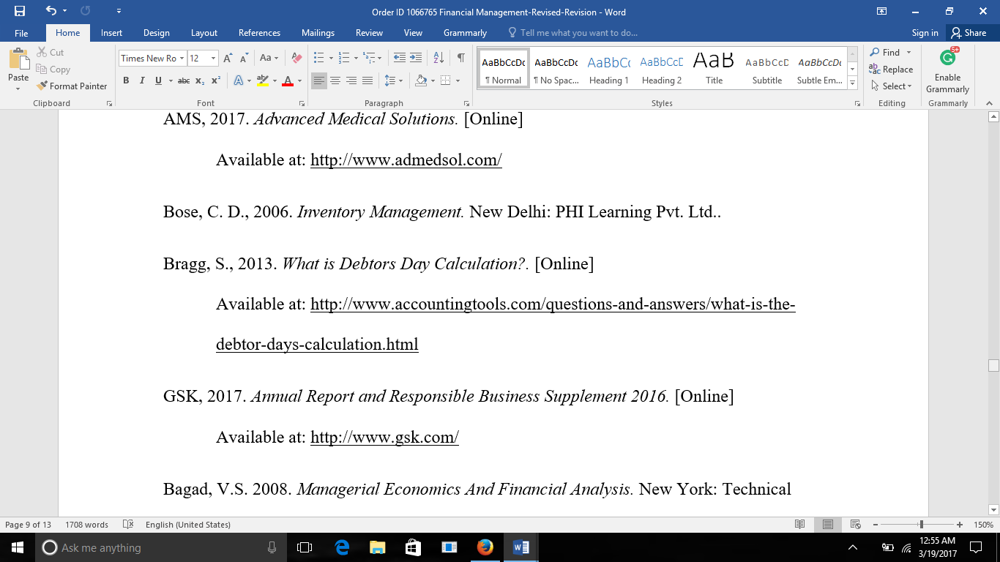 Order ID 1066765 Financial Management-Revised-Revision - Word
File Home Insert Design Layout References Mailings Review View Grammarly Tell me what you want to do... Sign in Share
Paste
Cut
Copy
Format Painter
Clipboard
Times New Ro 12 Aa
B I U abc x₂ x² A ab A
Font
Paragraph
AaBbCcDc AaBbCcDc AaBbCc AaBbCcD AaB AaBbCcD AaBbCcDc
¶ Normal ¶ No Spac... Heading 1 Heading 2 Title Subtitle Subtle Em...
Styles
Find
Replace
Select
Editing
5+
Enable
Grammarly
Grammarly
AMS, 2017. Advanced Medical Solutions. [Online]
Available at: http://www.admedsol.com/
Bose, C. D., 2006. Inventory Management. New Delhi: PHI Learning Pvt. Ltd..
Bragg, S., 2013. What is Debtors Day Calculation?. [Online]
Available at: http://www.accountingtools.com/questions-and-answers/what-is-the-
debtor-days-calculation.html
GSK, 2017. Annual Report and Responsible Business Supplement 2016. [Online]
Available at: http://www.gsk.com/
Bagad, V.S. 2008. Managerial Economics And Financial Analysis. New York: Technical
Page 9 of 13 1708 words English (United States) 150%
Ask me anything
12:55 AM
3/19/2017